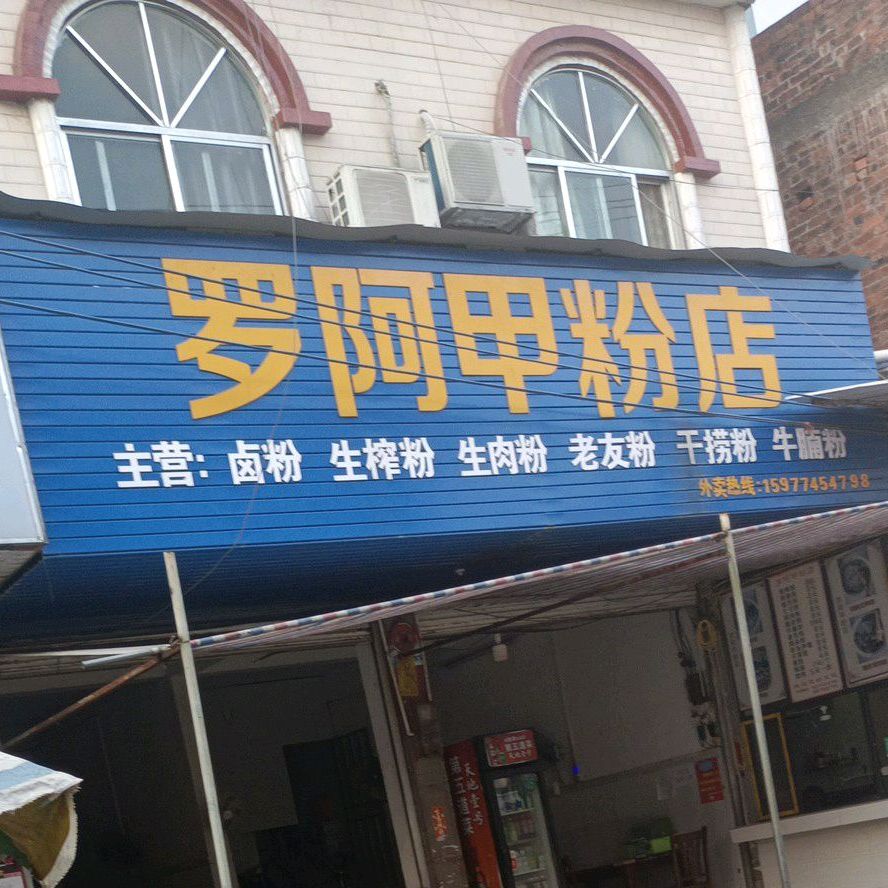 罗阿甲粉店
主营: 卤粉 生榨粉 生肉粉 老友粉 干捞粉 牛腩粉
外卖热线:15977454798